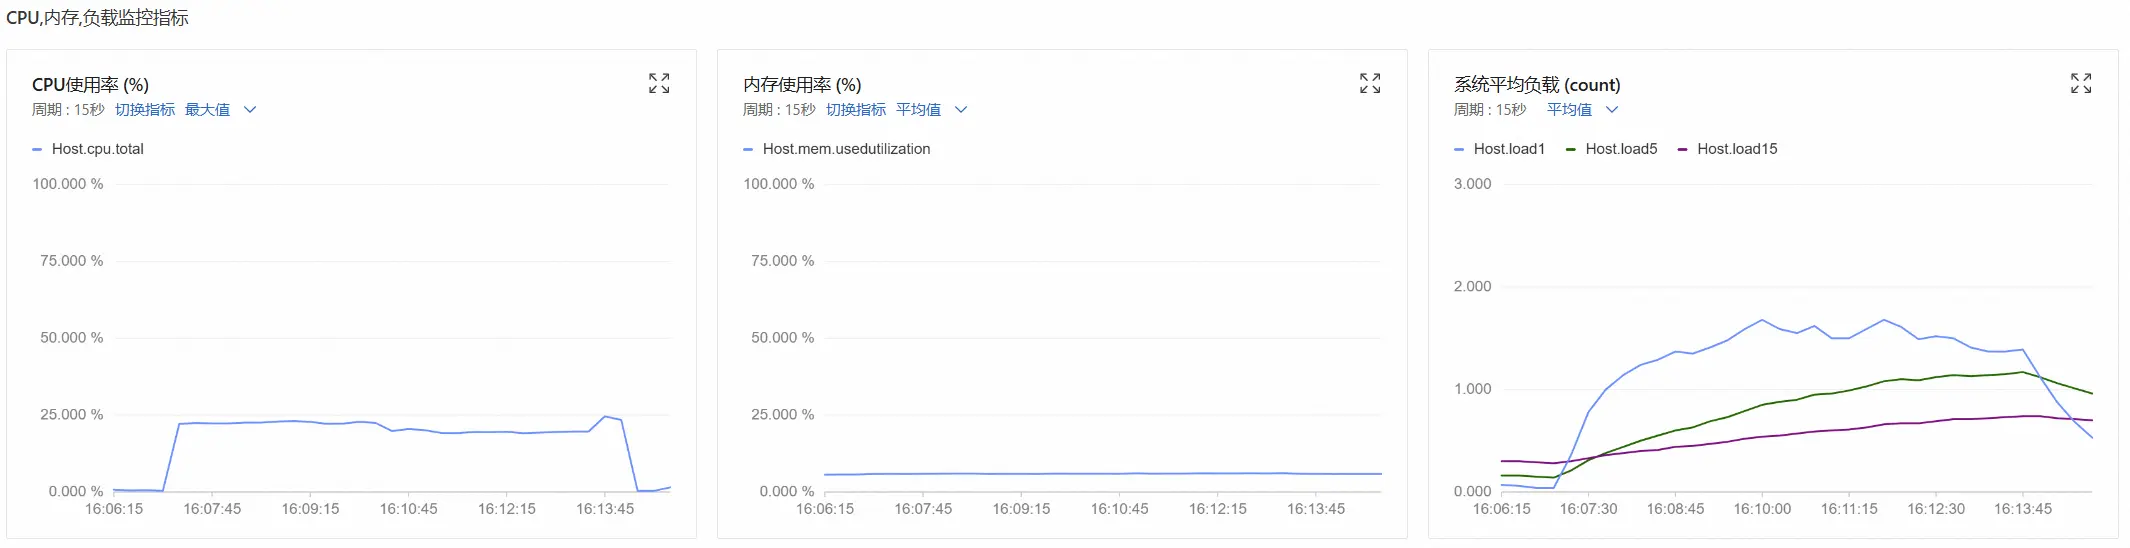 CPU,内存,负载监控指标
CPU使用率 (%)
周期 : 15秒 切换指标 最大值
Host.cpu.total
100.000 %
75.000 %
50.000 %
25.000 %
0.000 %
16:06:15 16:07:45 16:09:15 16:10:45 16:12:15 16:13:45
内存使用率 (%)
周期 : 15秒 切换指标 平均值
Host.mem.usedutilization
100.000 %
75.000 %
50.000 %
25.000 %
0.000 %
16:06:15 16:07:45 16:09:15 16:10:45 16:12:15 16:13:45
系统平均负载 (count)
周期 : 15秒 平均值
Host.load1 Host.load5 Host.load15
3.000
2.000
1.000
0.000
16:06:15 16:07:30 16:08:45 16:10:00 16:11:15 16:12:30 16:13:45